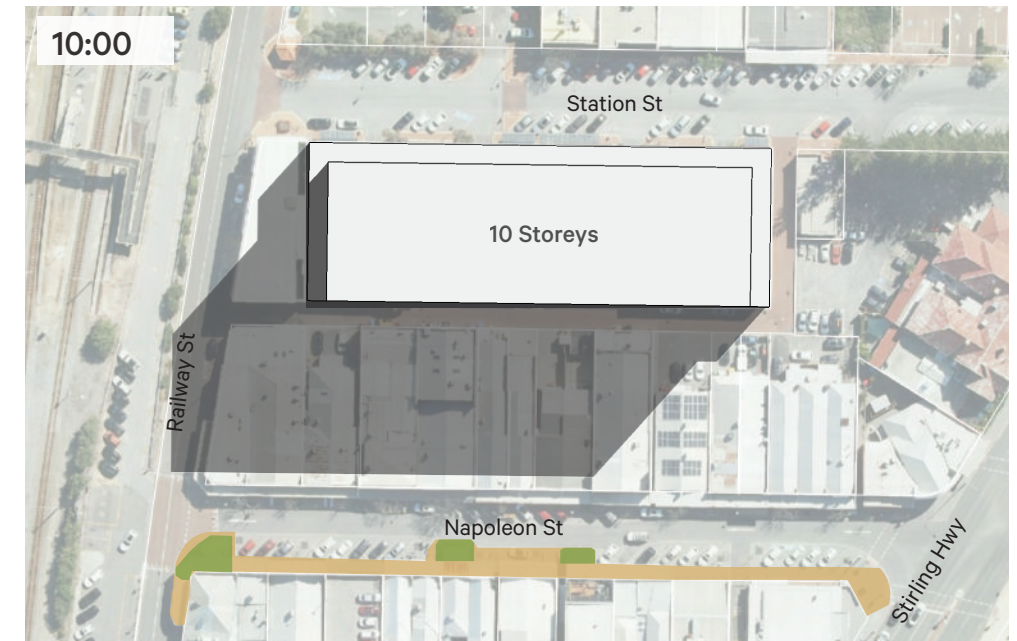 10:00
Station St
10 Storeys
Railway St
Napoleon St
Stirling Hwy